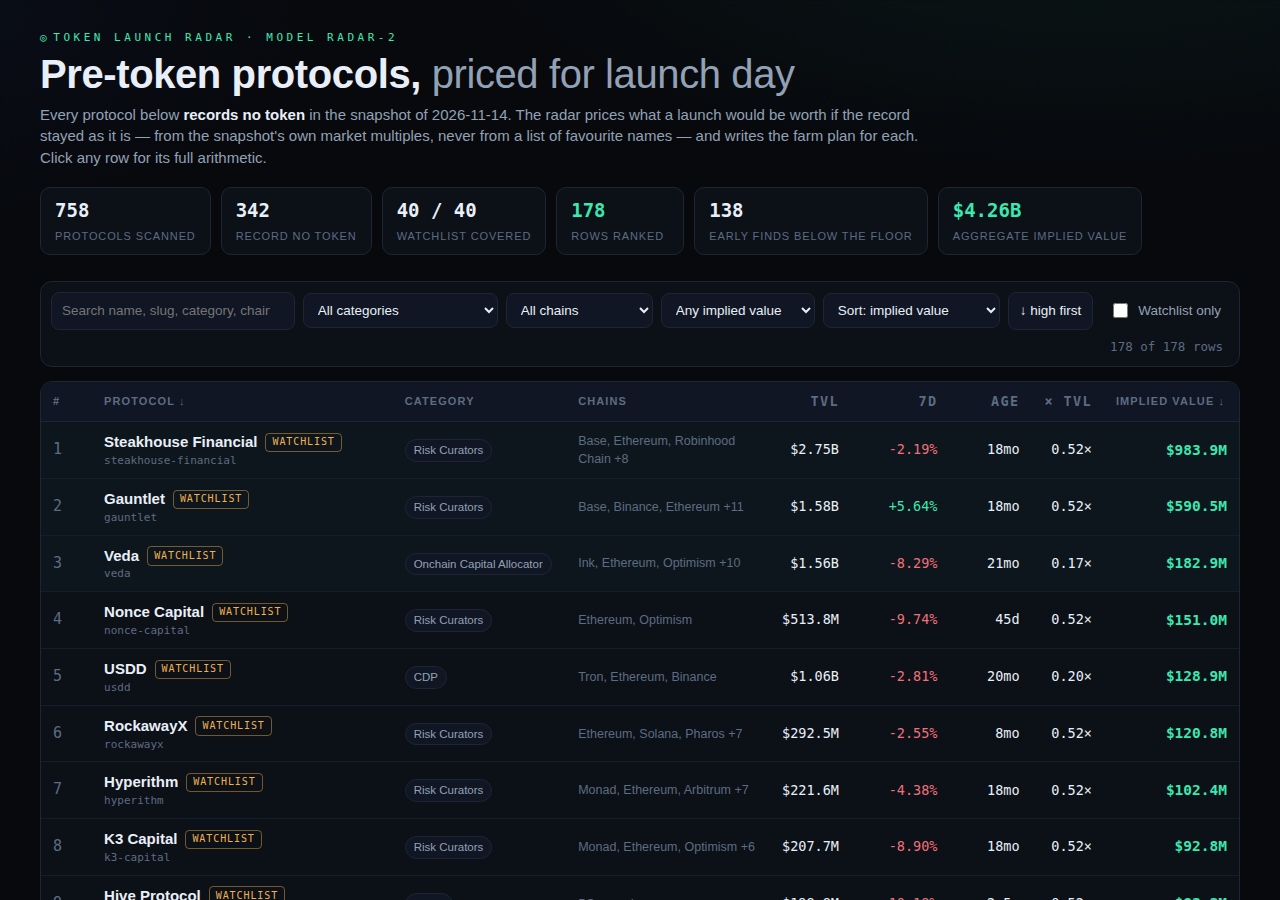 ◎ TOKEN LAUNCH RADAR · MODEL RADAR-2
Pre-token protocols, priced for launch day
Every protocol below records no token in the snapshot of 2026-11-14. The radar prices what a launch would be worth if the record
stayed as it is — from the snapshot's own market multiples, never from a list of favourite names — and writes the farm plan for each.
Click any row for its full arithmetic.
758 342 40 / 40 178 138 $4.26B
PROTOCOLS SCANNED RECORD NO TOKEN WATCHLIST COVERED ROWS RANKED EARLY FINDS BELOW THE FLOOR AGGREGATE IMPLIED VALUE
Search name, slug, category, chair All categories All chains Any implied value Sort: implied value ↓ high first Watchlist only
178 of 178 rows
# PROTOCOL ↓ CATEGORY CHAINS TVL 7D AGE × TVL IMPLIED VALUE ↓
1 Steakhouse Financial WATCHLIST Risk Curators Base, Ethereum, Robinhood $2.75B -2.19% 18mo 0.52× $983.9M
steakhouse-financial Chain +8
2 Gauntlet WATCHLIST Risk Curators Base, Binance, Ethereum +11 $1.58B +5.64% 18mo 0.52× $590.5M
gauntlet
3 Veda WATCHLIST Onchain Capital Allocator Ink, Ethereum, Optimism +10 $1.56B -8.29% 21mo 0.17× $182.9M
veda
4 Nonce Capital WATCHLIST Risk Curators Ethereum, Optimism $513.8M -9.74% 45d 0.52× $151.0M
nonce-capital
5 USDD WATCHLIST CDP Tron, Ethereum, Binance $1.06B -2.81% 20mo 0.20× $128.9M
usdd
6 RockawayX WATCHLIST Risk Curators Ethereum, Solana, Pharos +7 $292.5M -2.55% 8mo 0.52× $120.8M
rockawayx
7 Hyperithm WATCHLIST Risk Curators Monad, Ethereum, Arbitrum +7 $221.6M -4.38% 18mo 0.52× $102.4M
hyperithm
8 K3 Capital WATCHLIST Risk Curators Monad, Ethereum, Optimism +6 $207.7M -8.90% 18mo 0.52× $92.8M
k3-capital
Hive Protocol WATCHLIST